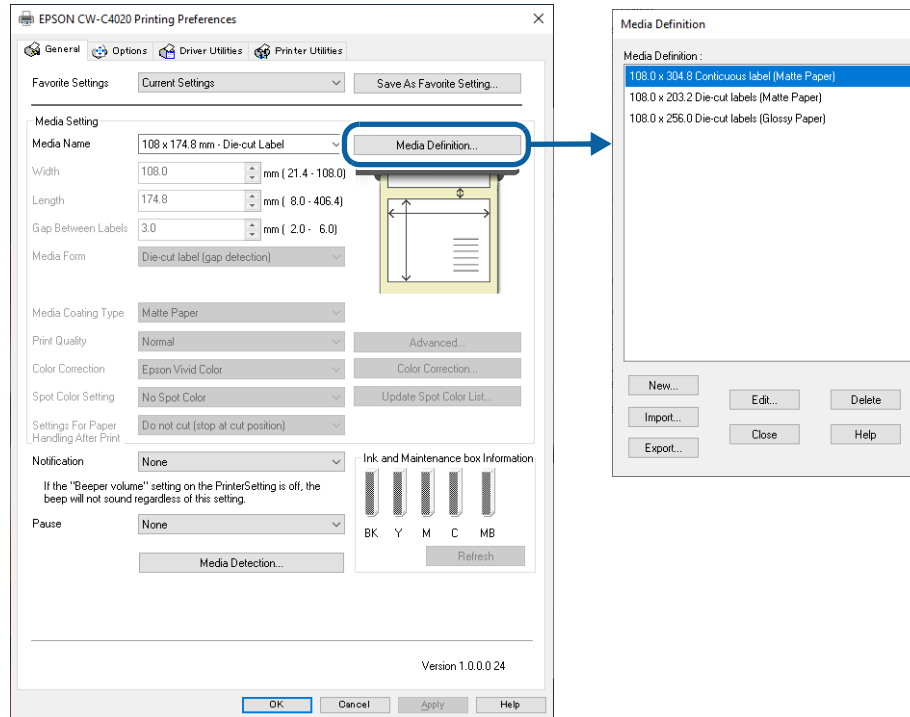 EPSON CW-C4020 Printing Preferences
General
Options
Driver Utilities
Printer Utilities
Favorite Settings
Current Settings
Save As Favorite Setting...
Media Setting
Media Name
108 x 174.8 mm - Die-cut Label
Media Definition...
Width
108.0
mm ( 21.4 - 108.0)
Length
174.8
mm ( 8.0 - 406.4)
Gap Between Labels
3.0
mm ( 2.0 - 6.0)
Media Form
Die-cut label (gap detection)
Media Coating Type
Matte Paper
Print Quality
Normal
Advanced...
Color Correction
Epson Vivid Color
Color Correction...
Spot Color Setting
No Spot Color
Update Spot Color List...
Settings For Paper
Handling After Print
Do not cut (stop at cut position)
Notification
None
If the "Beeper volume" setting on the PrinterSetting is off, the
beep will not sound regardless of this setting.
Pause
None
Media Detection...
Ink and Maintenance box Information
BK Y M C MB
Refresh
Version 1.0.0.0 24
OK
Cancel
Apply
Help
Media Definition
Media Definition :
108.0 x 304.8 Conticuous label (Matte Paper)
108.0 x 203.2 Die-cut labels (Matte Paper)
108.0 x 256.0 Die-cut labels (Glossy Paper)
New...
Edit...
Delete
Import...
Close
Help
Export...